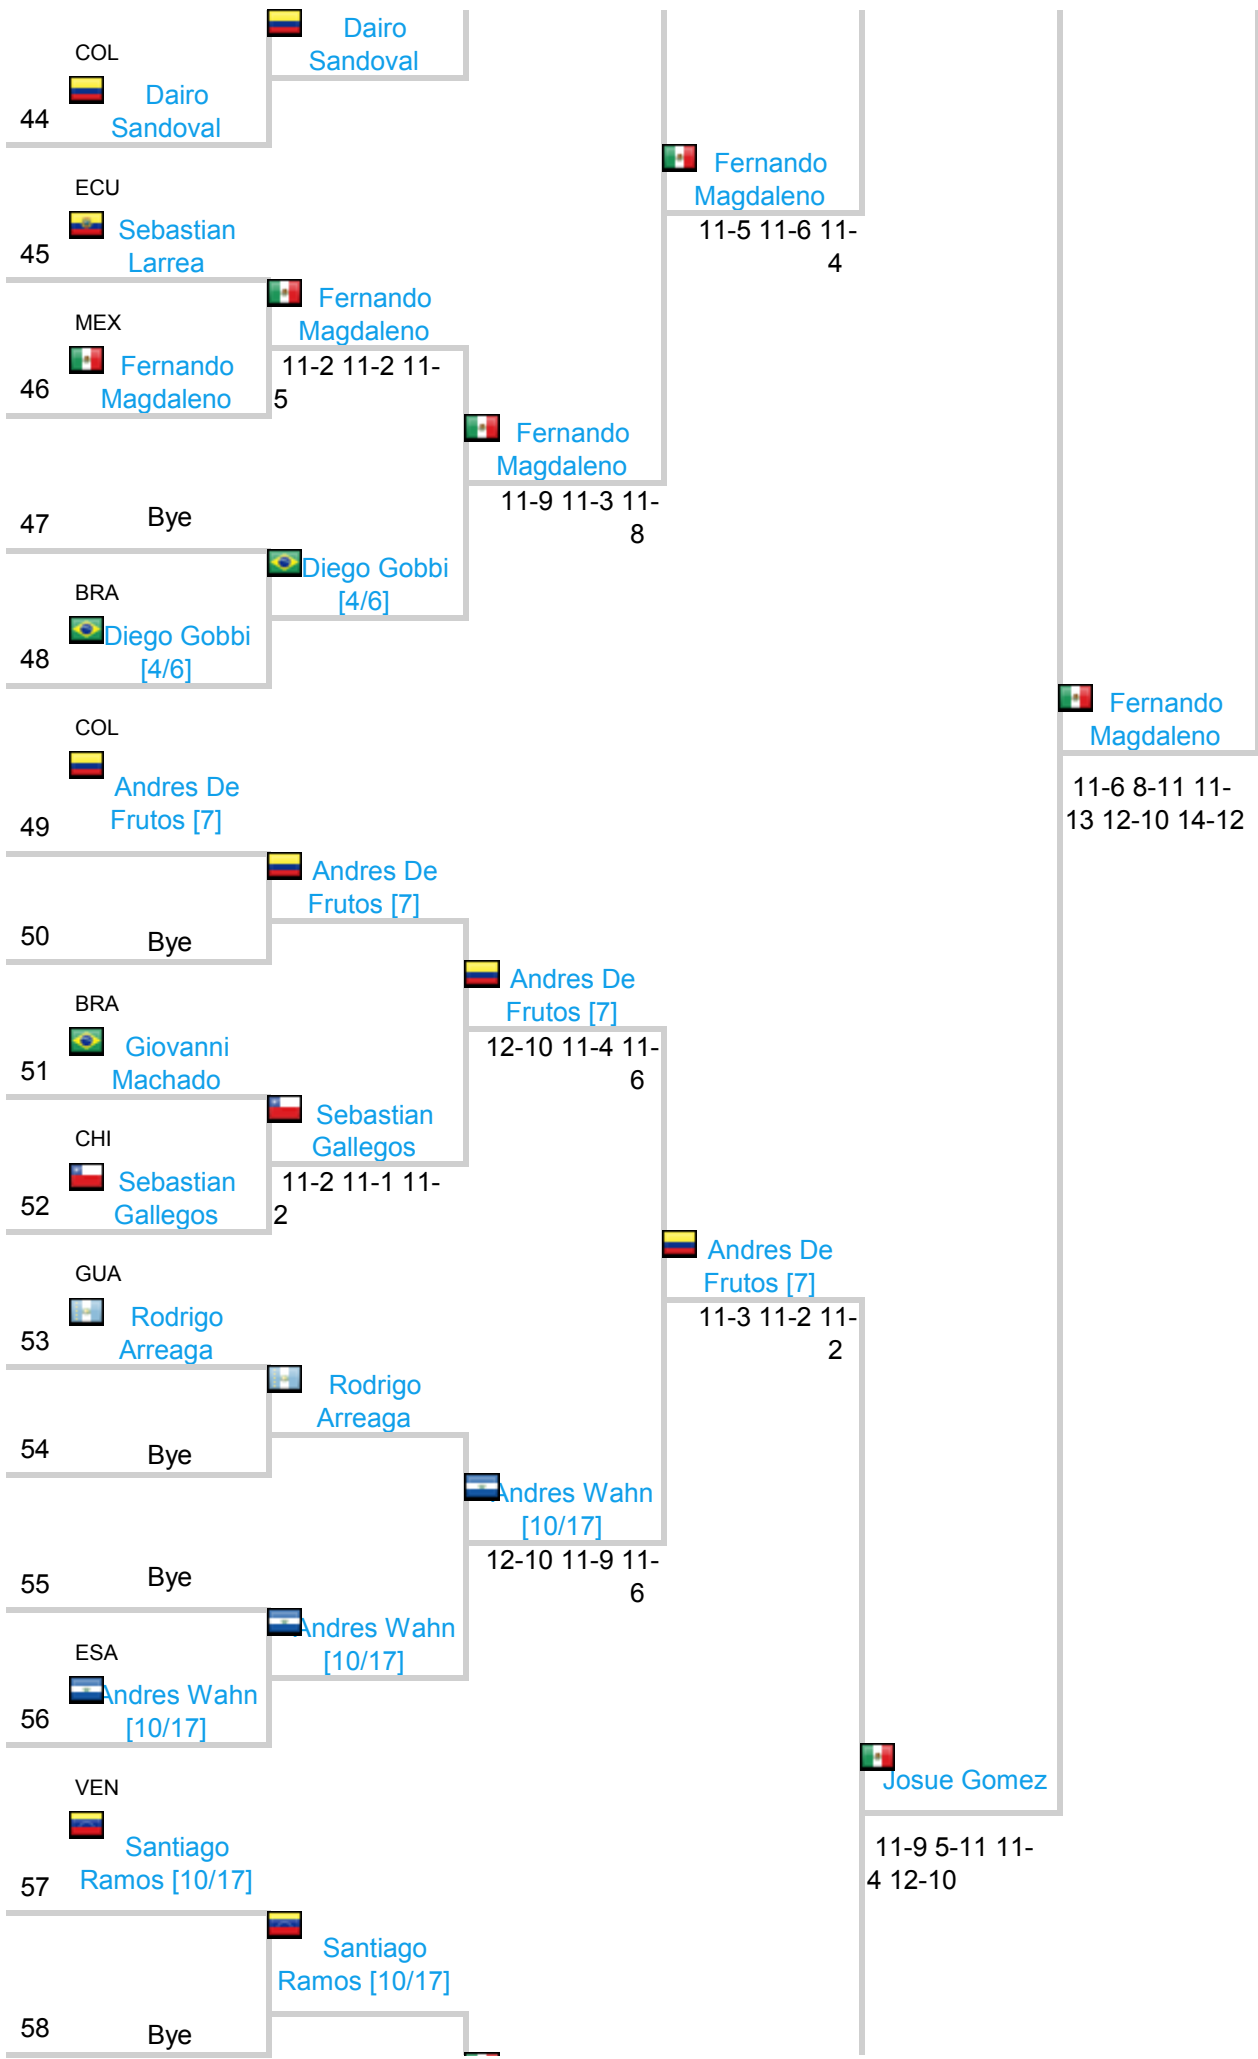 Dairo
Sandoval
COL
Dairo
Sandoval
44
Fernando
Magdaleno
11-5 11-6 11-
4
ECU
Sebastian
Larrea
45
Fernando
Magdaleno
11-2 11-2 11-
5
MEX
Fernando
Magdaleno
46
Fernando
Magdaleno
11-9 11-3 11-
8
47
Bye
Diego Gobbi
[4/6]
BRA
Diego Gobbi
[4/6]
48
Fernando
Magdaleno
11-6 8-11 11-
13 12-10 14-12
COL
Andres De
Frutos [7]
49
Andres De
Frutos [7]
50
Bye
Andres De
Frutos [7]
12-10 11-4 11-
6
BRA
Giovanni
Machado
51
Sebastian
Gallegos
11-2 11-1 11-
2
CHI
Sebastian
Gallegos
52
Andres De
Frutos [7]
11-3 11-2 11-
2
GUA
Rodrigo
Arreaga
53
Rodrigo
Arreaga
54
Bye
Andres Wahn
[10/17]
12-10 11-9 11-
6
55
Bye
Andres Wahn
[10/17]
ESA
Andres Wahn
[10/17]
56
Josue Gomez
11-9 5-11 11-
4 12-10
VEN
Santiago
Ramos [10/17]
57
Santiago
Ramos [10/17]
58
Bye